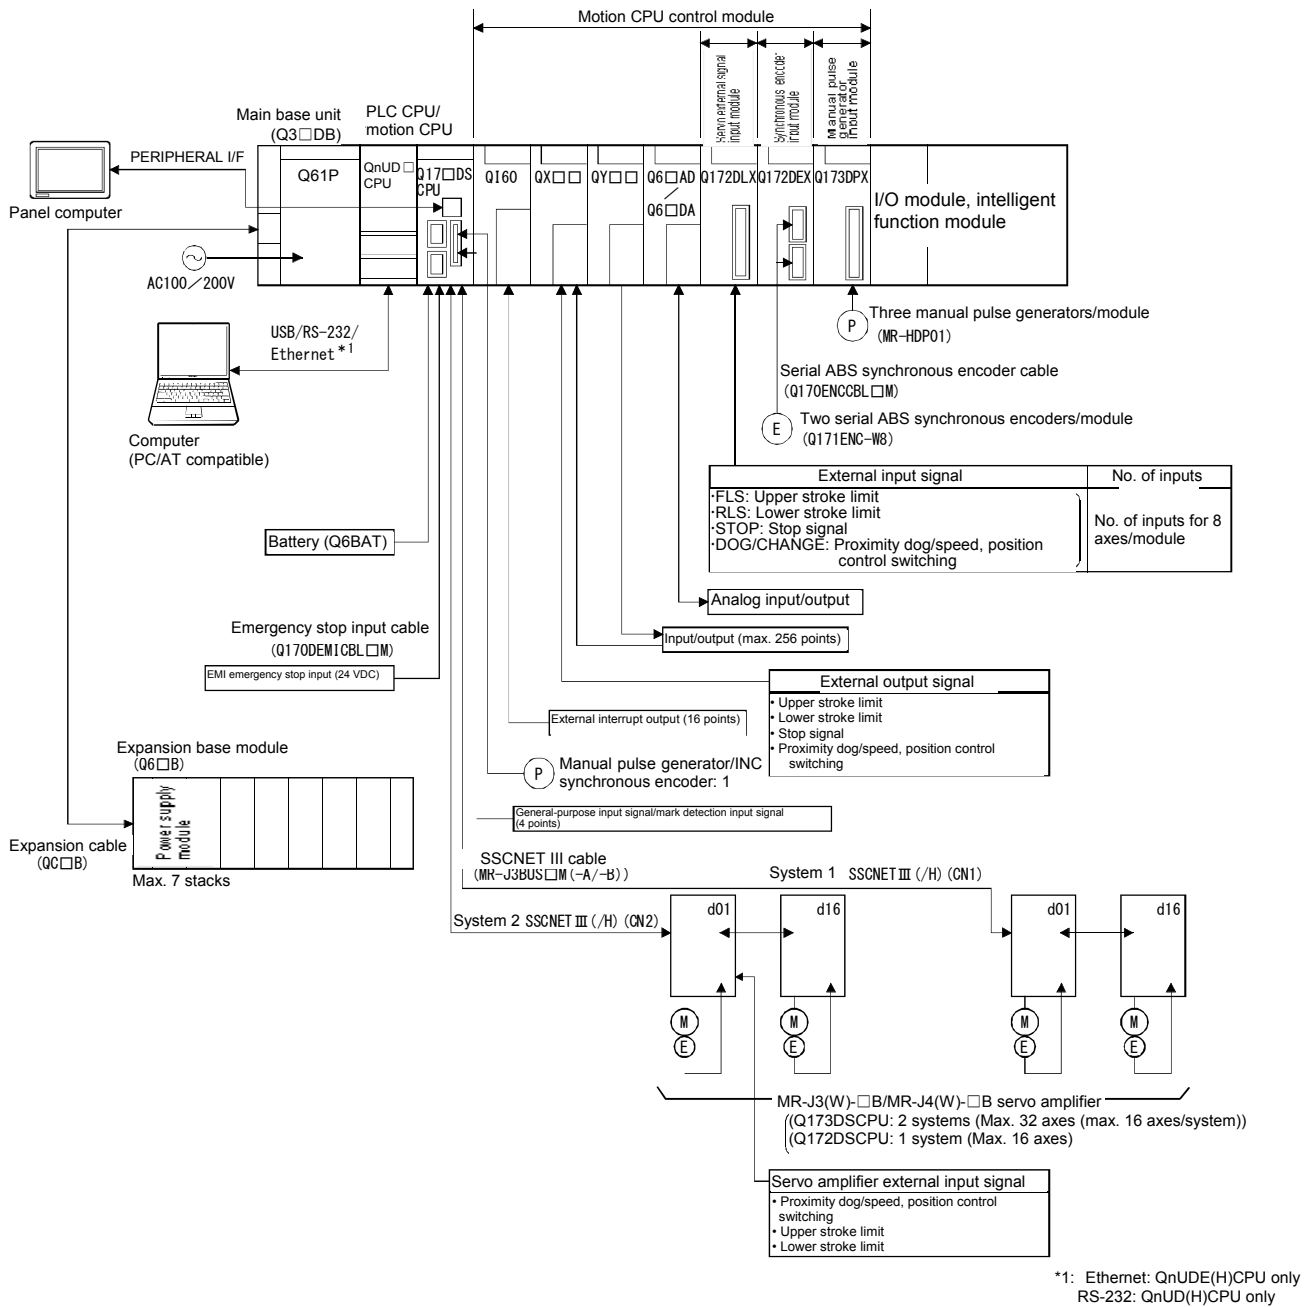 Motion CPU control module
Servo external signal
input module
Synchronous encoder
input module
Manual pulse
generator
input module
Main base unit
(Q3□DB)
PLC CPU/
motion CPU
PERIPHERAL I/F
Panel computer
Q61P
QnUD□
CPU
Q17□DS
CPU
QI60
QX□□
QY□□
Q6□AD
/
Q6□DA
Q172DLX
Q172DEX
Q173DPX
I/O module, intelligent
function module
AC100/200V
USB/RS-232/
Ethernet *1
Computer
(PC/AT compatible)
P
Three manual pulse generators/module
(MR-HDP01)
Serial ABS synchronous encoder cable
(Q170ENCCBL□M)
E
Two serial ABS synchronous encoders/module
(Q171ENC-W8)
External input signal
No. of inputs
·FLS: Upper stroke limit
·RLS: Lower stroke limit
·STOP: Stop signal
·DOG/CHANGE: Proximity dog/speed, position
control switching
No. of inputs for 8
axes/module
Battery (Q6BAT)
Analog input/output
Input/output (max. 256 points)
Emergency stop input cable
(Q170DEMICBL□M)
EMI emergency stop input (24 VDC)
External output signal
• Upper stroke limit
• Lower stroke limit
• Stop signal
• Proximity dog/speed, position control
switching
External interrupt output (16 points)
P
Manual pulse generator/INC
synchronous encoder: 1
General-purpose input signal/mark detection input signal
(4 points)
Expansion base module
(Q6□B)
Power supply
module
Expansion cable
(QC□B)
Max. 7 stacks
SSCNET III cable
(MR-J3BUS□M(-A/-B))
System 1 SSCNETⅢ(/H)(CN1)
System 2 SSCNETⅢ(/H)(CN2)
d01
d16
d01
d16
M
E
M
E
M
E
M
E
MR-J3(W)-□B/MR-J4(W)-□B servo amplifier
(Q173DSCPU: 2 systems (Max. 32 axes (max. 16 axes/system))
(Q172DSCPU: 1 system (Max. 16 axes)
Servo amplifier external input signal
• Proximity dog/speed, position control
switching
• Upper stroke limit
• Lower stroke limit
*1: Ethernet: QnUDE(H)CPU only
RS-232: QnUD(H)CPU only